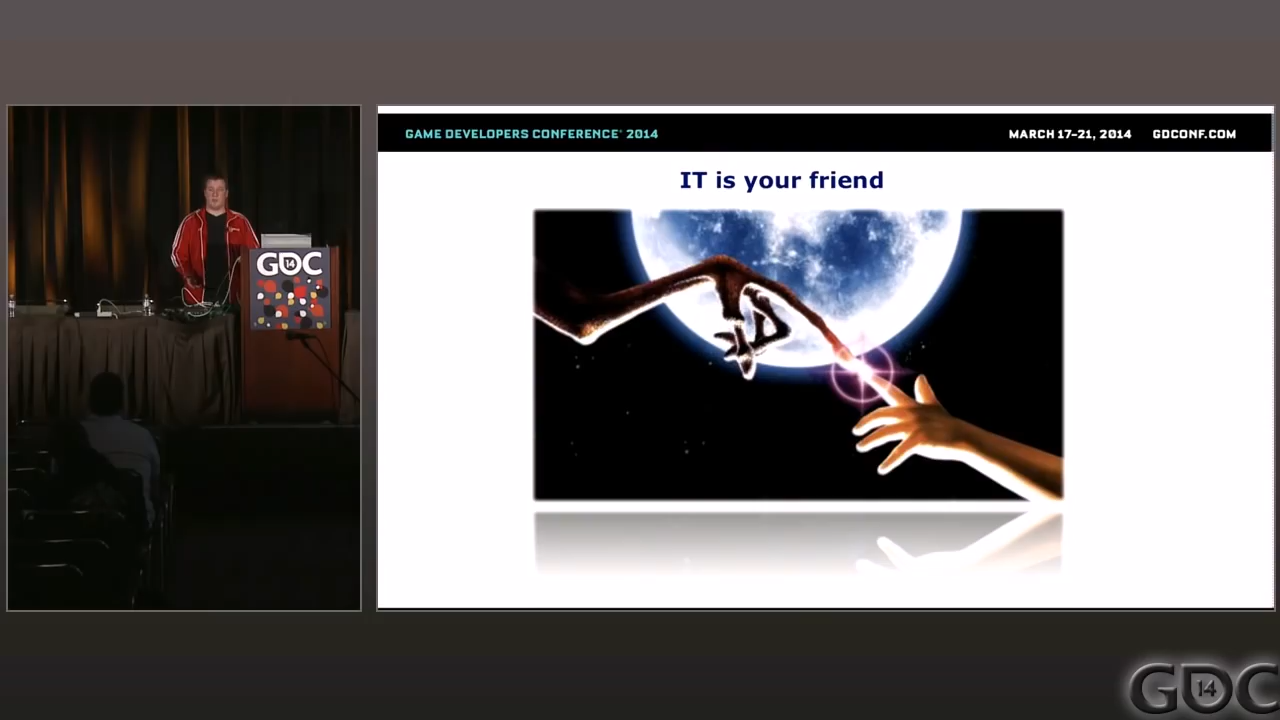 GAME DEVELOPERS CONFERENCE® 2014
MARCH 17-21, 2014 GDCONF.COM
IT is your friend
GDC 14
GDC 14